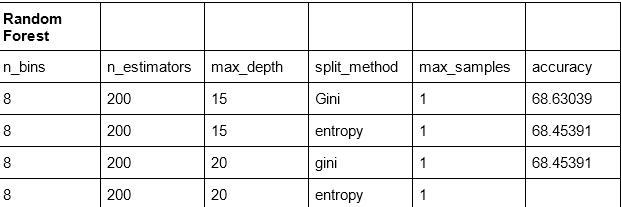 Random
Forest
n_bins n_estimators max_depth split_method max_samples accuracy
8 200 15 Gini 1 68.63039
8 200 15 entropy 1 68.45391
8 200 20 gini 1 68.45391
8 200 20 entropy 1